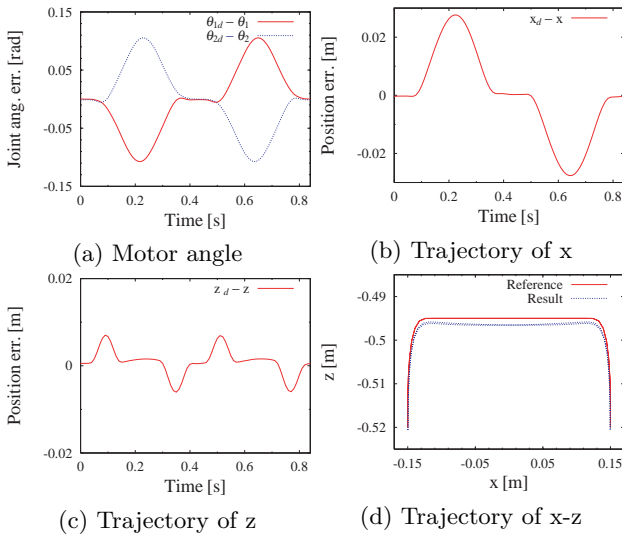 θ1d − θ1
θ2d − θ2
Joint ang. err. [rad]
0.15
0.05
-0.05
-0.15
0 0.2 0.4 0.6 0.8
Time [s]
(a) Motor angle
xd − x
Position err. [m]
0.02
0
-0.02
0 0.2 0.4 0.6 0.8
Time [s]
(b) Trajectory of x
z d − z
Position err. [m]
0.02
0
-0.02
0 0.2 0.4 0.6 0.8
Time [s]
(c) Trajectory of z
Reference
Result
z [m]
-0.49
-0.5
-0.51
-0.52
-0.15 -0.05 0.05 0.15
x [m]
(d) Trajectory of x-z